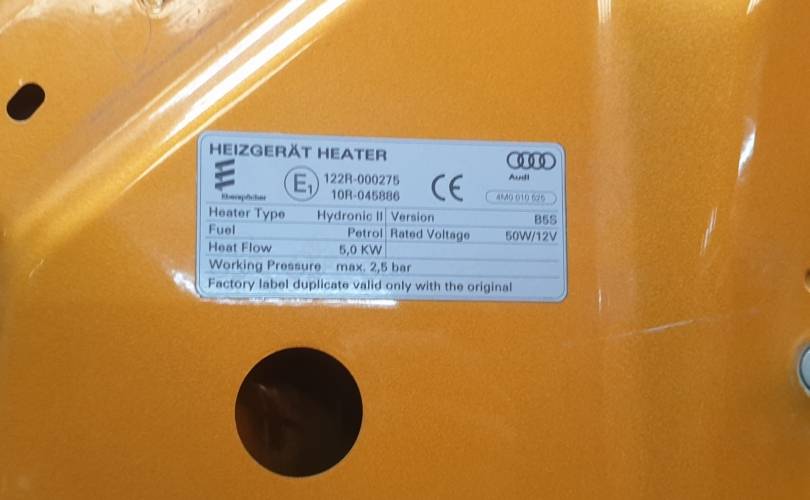 HEIZGERÄT HEATER
Audi
Eberspächer
E1
122R-000275
10R-045886
CE
4M0 010 525
Heater Type Hydronic II Version B5S
Fuel Petrol Rated Voltage 50W/12V
Heat Flow 5,0 KW
Working Pressure max. 2,5 bar
Factory label duplicate valid only with the original